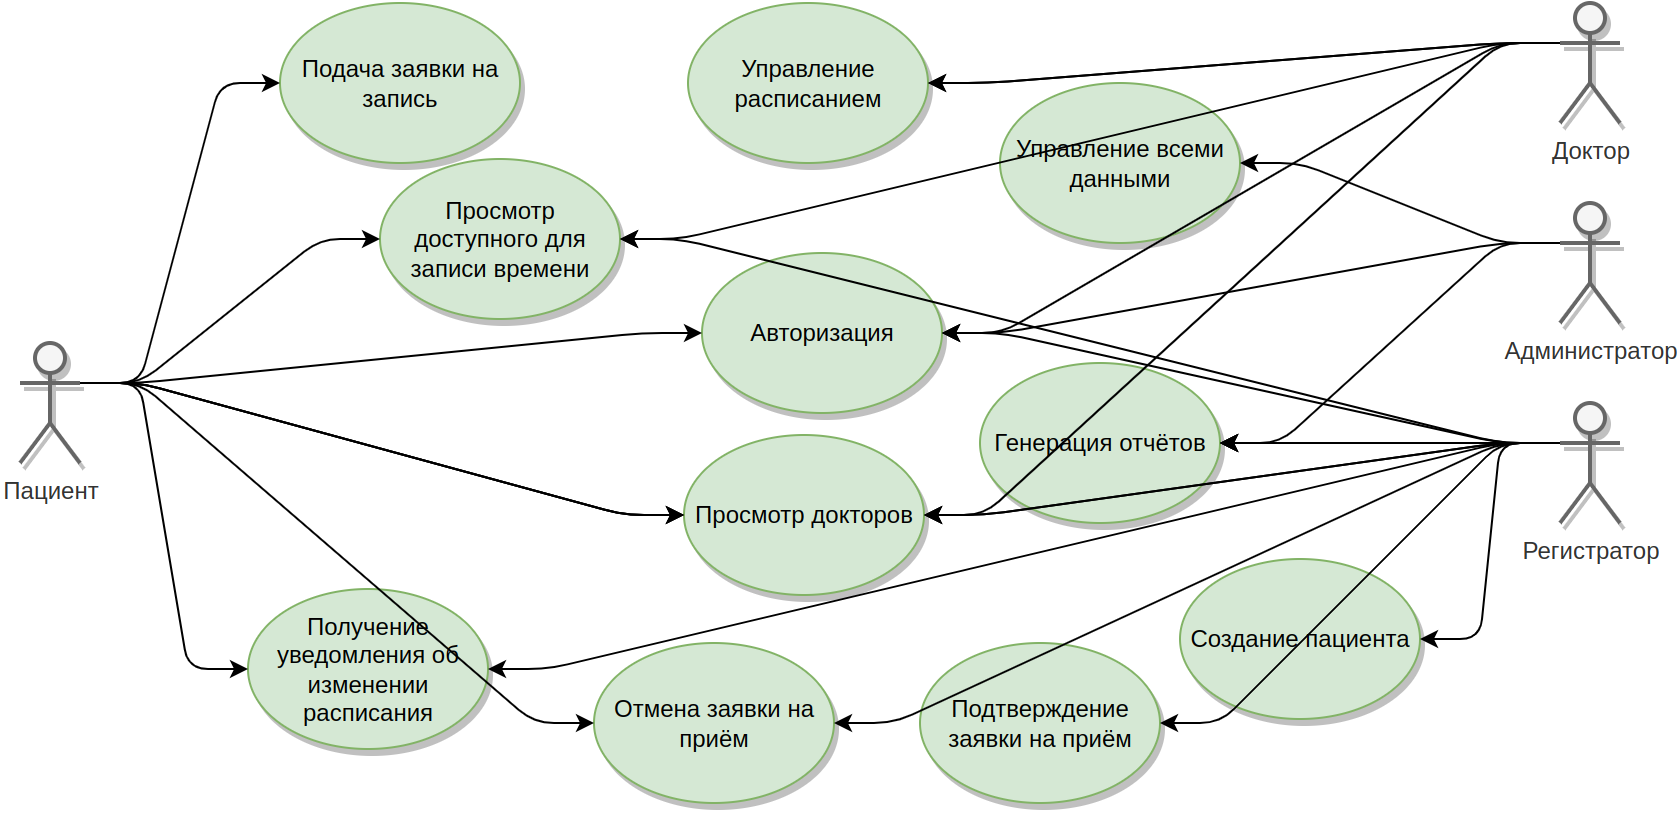 Подача заявки на
запись
Управление
расписанием
Доктор
Управление всеми
данными
Просмотр
доступного для
записи времени
Авторизация
Администратор
Генерация отчётов
Пациент
Просмотр докторов
Регистратор
Получение
уведомления об
изменении
расписания
Создание пациента
Отмена заявки на
приём
Подтверждение
заявки на приём